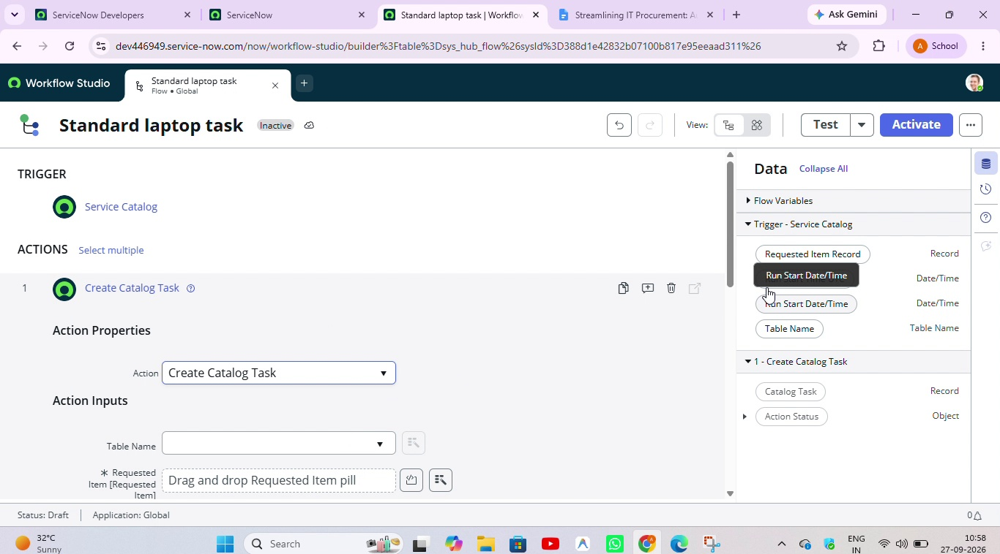 ServiceNow Developers
ServiceNow
Standard laptop task | Workflow
Streamlining IT Procurement: A
Ask Gemini
dev446949.service-now.com/now/workflow-studio/builder%3Ftable%3Dsys_hub_flow%26sysId%3D388d1e42832b07100b817e95eeaad311%26
A School
Workflow Studio
Standard laptop task
Flow • Global
Standard laptop task
Inactive
View:
Test
Activate
TRIGGER
Service Catalog
ACTIONS Select multiple
1 Create Catalog Task
Action Properties
Action Create Catalog Task
Action Inputs
Table Name
* Requested Item [Requested Item]
Drag and drop Requested Item pill
Data Collapse All
Flow Variables
Trigger - Service Catalog
Requested Item Record Record
Run Start Date/Time
Date/Time
Run Start Date/Time Date/Time
Table Name Table Name
1 - Create Catalog Task
Catalog Task Record
Action Status Object
Status: Draft Application: Global
0
32°C
Sunny
Search
ENG
IN
10:58
27-09-2026